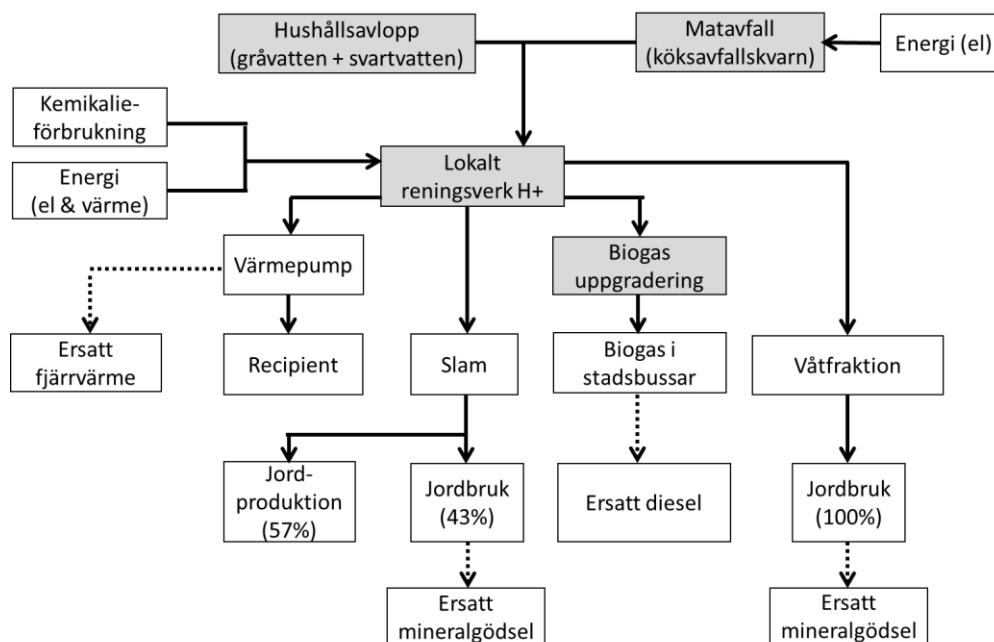 Hushållsavlopp
(gråvatten + svartvatten)
Matavfall
(köksavfallskvarn)
Energi (el)
Kemikalie-
förbrukning
Energi
(el & värme)
Lokalt
reningsverk H+
Värmepump
Biogas
uppgradering
Ersatt
fjärrvärme
Recipient
Slam
Biogas i
stadsbussar
Våtfraktion
Jord-
produktion
(57%)
Jordbruk
(43%)
Ersatt diesel
Jordbruk
(100%)
Ersatt
mineralgödsel
Ersatt
mineralgödsel